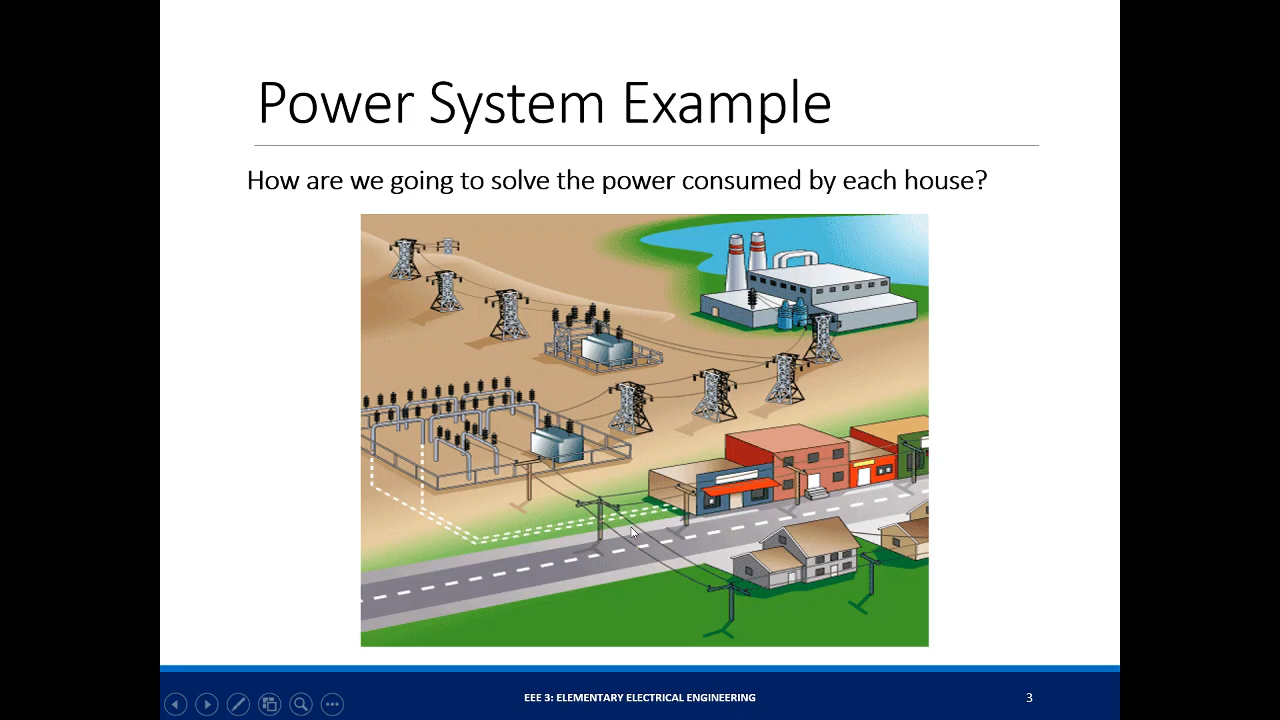 Power System Example
How are we going to solve the power consumed by each house?
EEE 3: ELEMENTARY ELECTRICAL ENGINEERING
3